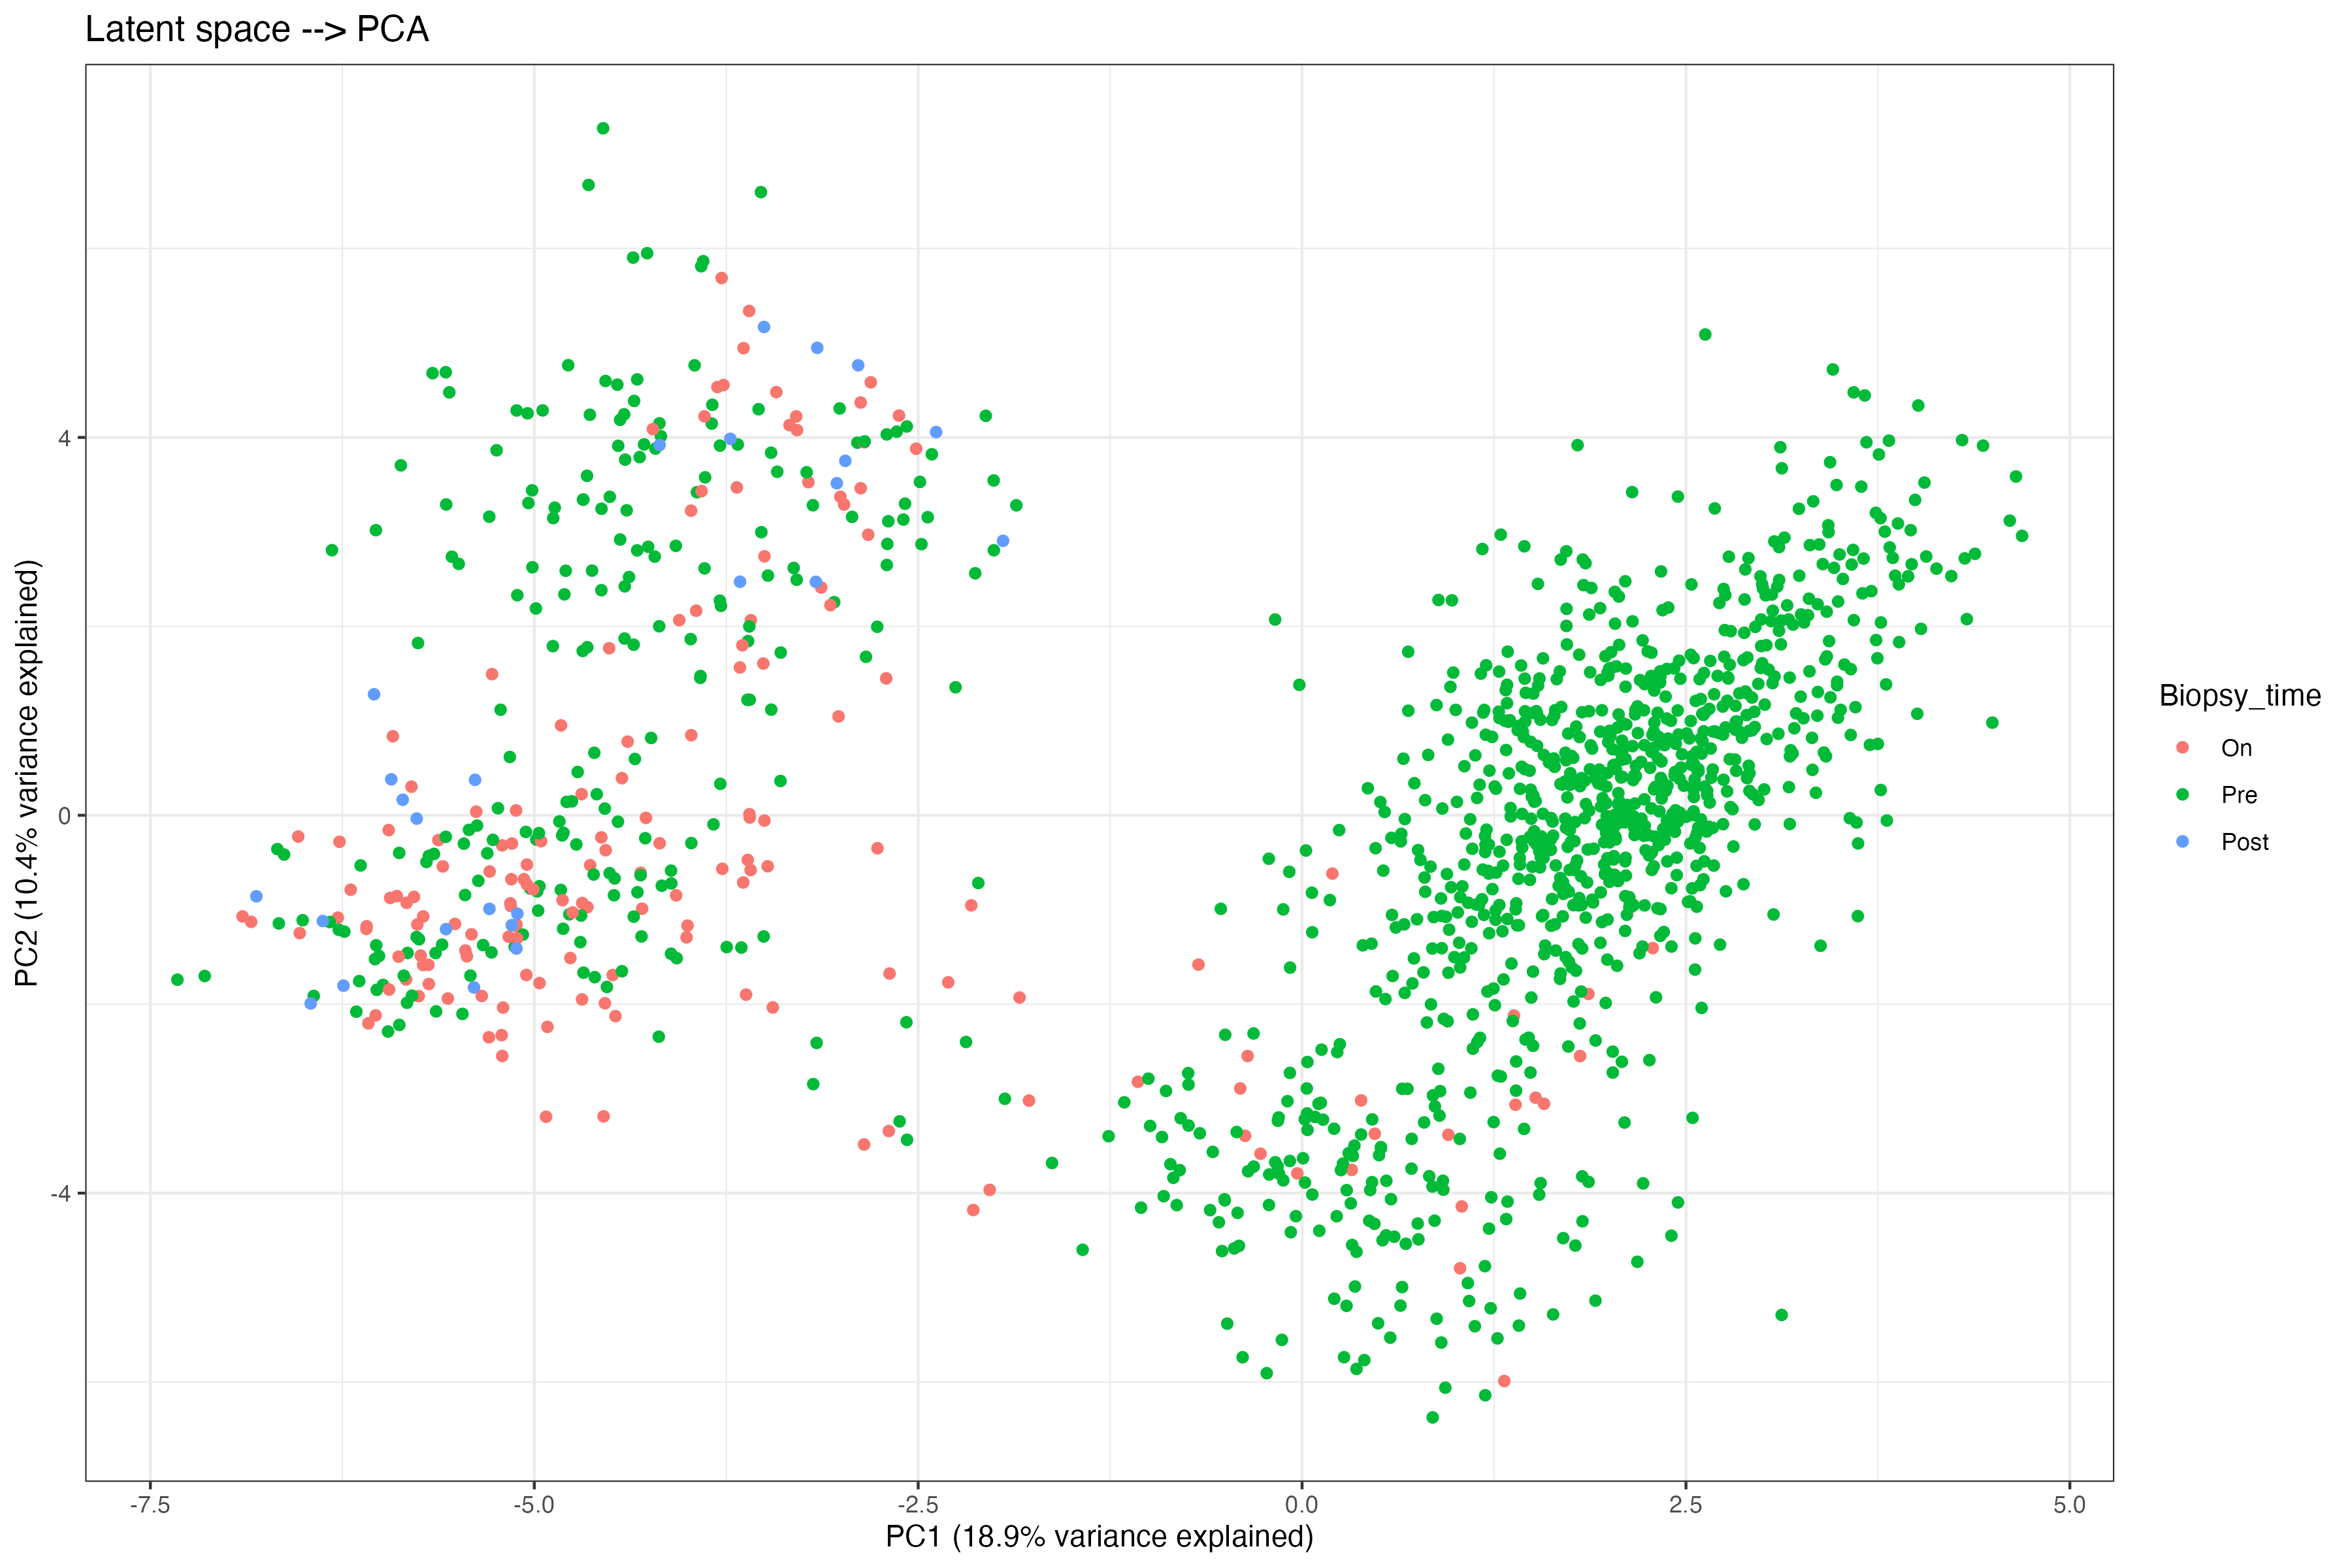 Latent space --> PCA
PC2 (10.4% variance explained)
4
0
-4
-7.5
-5.0
-2.5
0.0
2.5
5.0
PC1 (18.9% variance explained)
Biopsy_time
On
Pre
Post